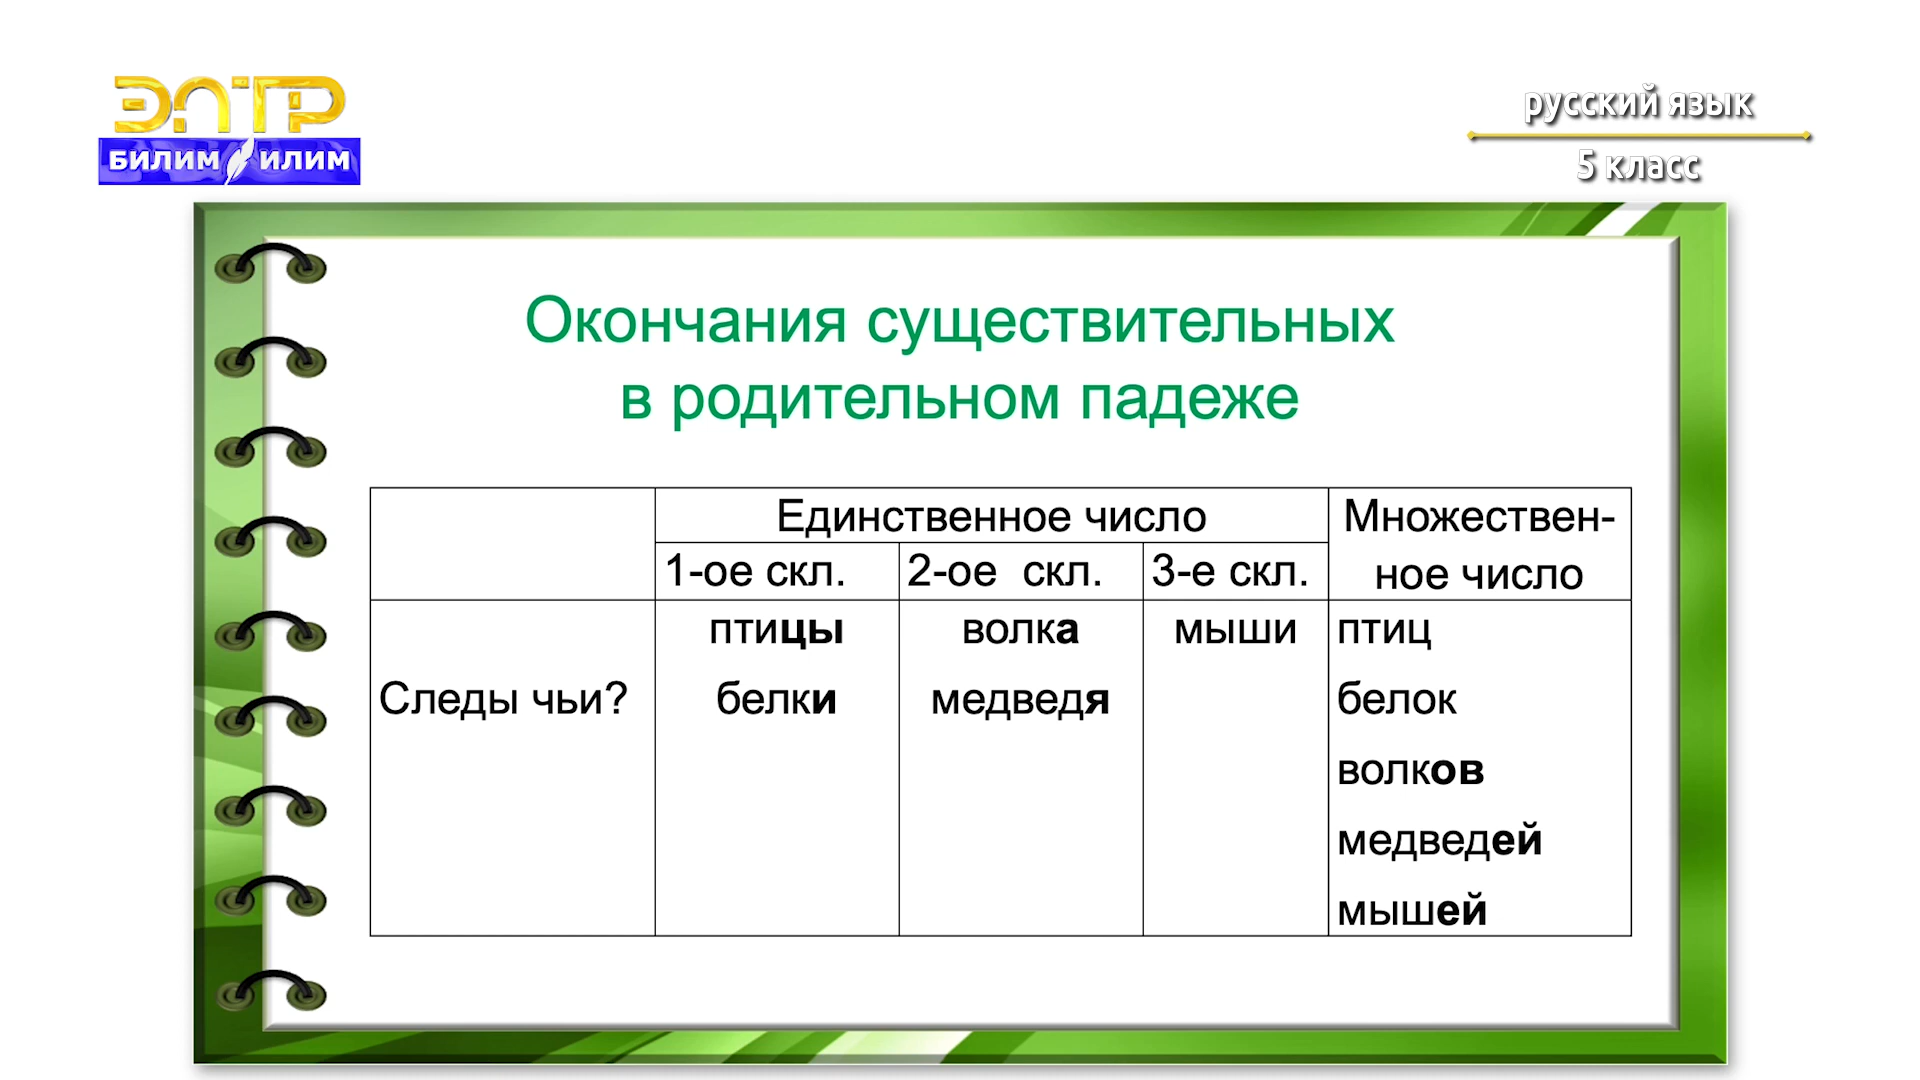 ЭЛТР
БИЛИМ ИЛИМ
русский язык
5 класс
Окончания существительных
в родительном падеже
Единственное число
Множествен-
ное число
1-ое скл. 2-ое скл. 3-е скл.
птицы волка мыши птиц
Следы чьи? белки медведя белок
волков
медведей
мышей